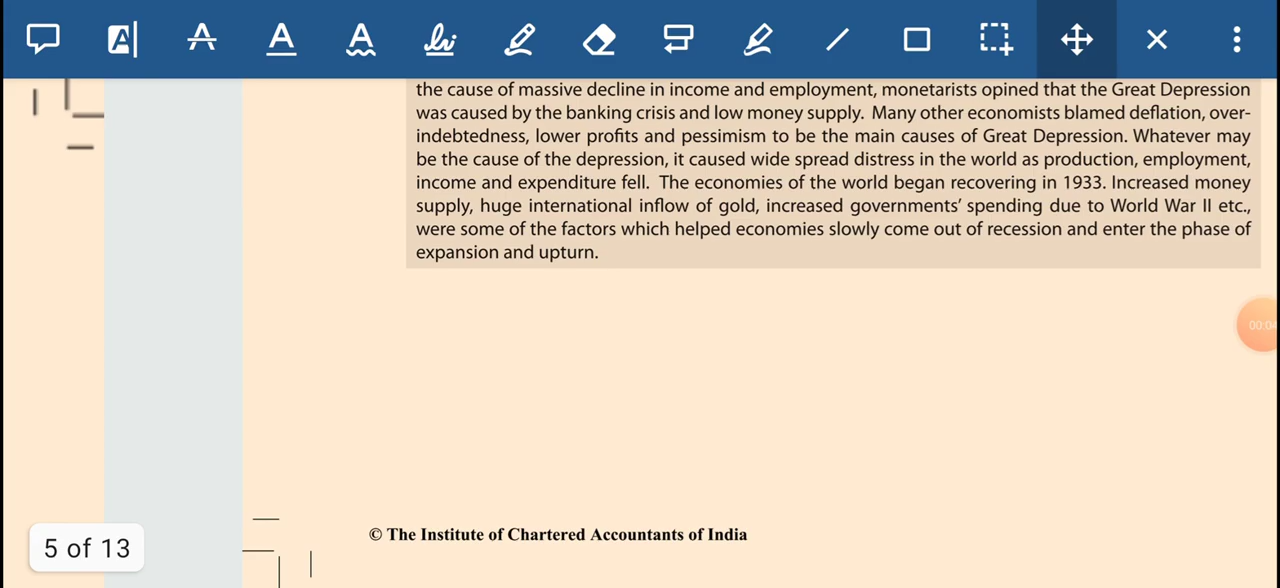 the cause of massive decline in income and employment, monetarists opined that the Great Depression
was caused by the banking crisis and low money supply. Many other economists blamed deflation, over-
indebtedness, lower profits and pessimism to be the main causes of Great Depression. Whatever may
be the cause of the depression, it caused wide spread distress in the world as production, employment,
income and expenditure fell. The economies of the world began recovering in 1933. Increased money
supply, huge international inflow of gold, increased governments' spending due to World War II etc.,
were some of the factors which helped economies slowly come out of recession and enter the phase of
expansion and upturn.
© The Institute of Chartered Accountants of India
5 of 13